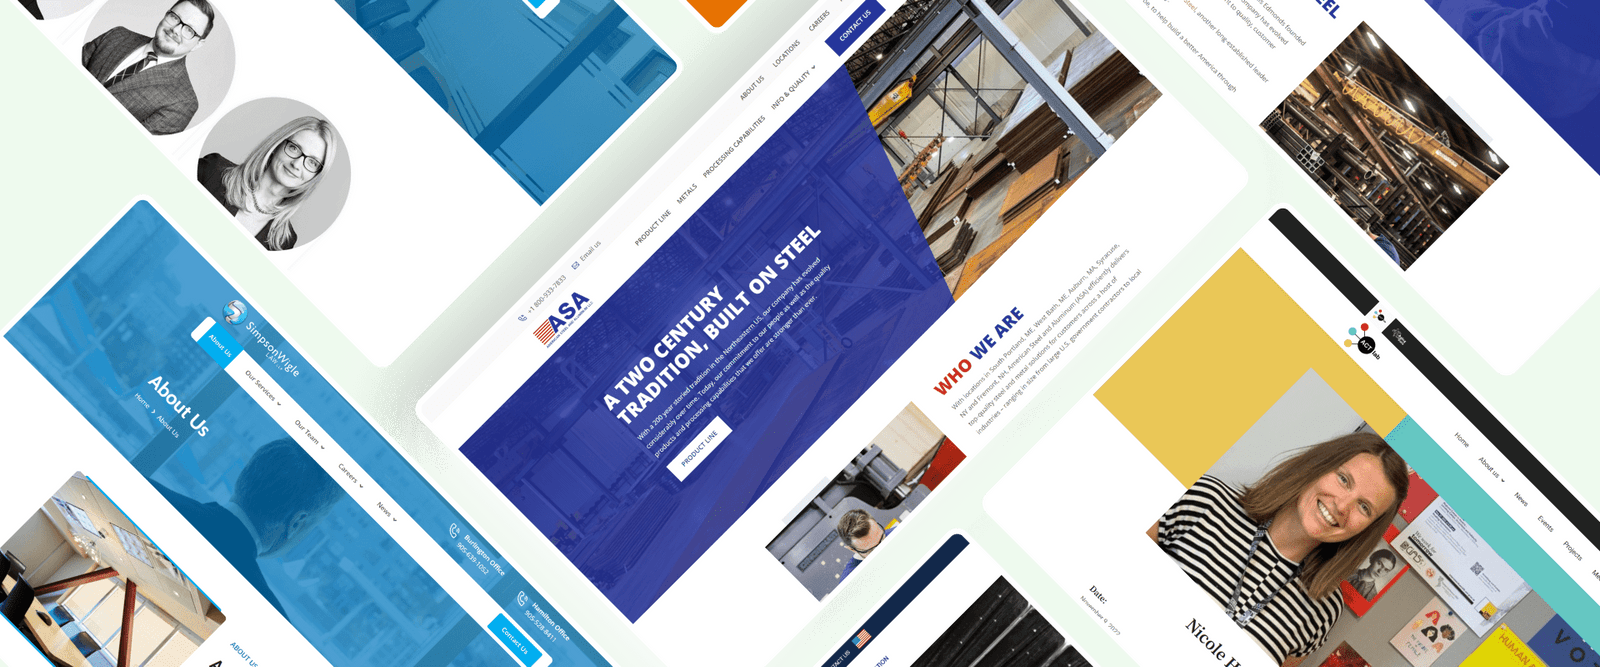 SimpsonWigle
LAW LLP
About Us
Our Services
Our Team
Careers
News
About Us
Home > About Us
Burlington Office
905-639-1052
Hamilton Office
905-528-8411
Contact Us
ABOUT US
+1 800-933-7833
Email us
ABOUT US
LOCATIONS
CAREERS
CONTACT US
ASA
PRODUCT LINE
METALS
PROCESSING CAPABILITIES
INFO & QUALITY
A TWO CENTURY
TRADITION, BUILT ON STEEL
With a 200 year storied tradition in the Northeastern US, our company has evolved
considerably over time. Today, our commitment to our people as well as the quality
products and processing capabilities that we offer are stronger than ever.
PRODUCT LINE
WHO WE ARE
With locations in South Portland, ME, West Bath, ME, Auburn, MA, Syracuse,
NY and Fremont, NH, American Steel and Aluminum (ASA) efficiently delivers
top quality steel and metal solutions for customers across a host of
industries – ranging in size from large U.S. government contractors to local
Edmonds founded
company has evolved
to quality, customer
another long-established leader
to help build a better America through
ACT
lab
Home
About us
News
Events
Projects
Date:
November 9, 2022
Nicole H
HUMAN
VO